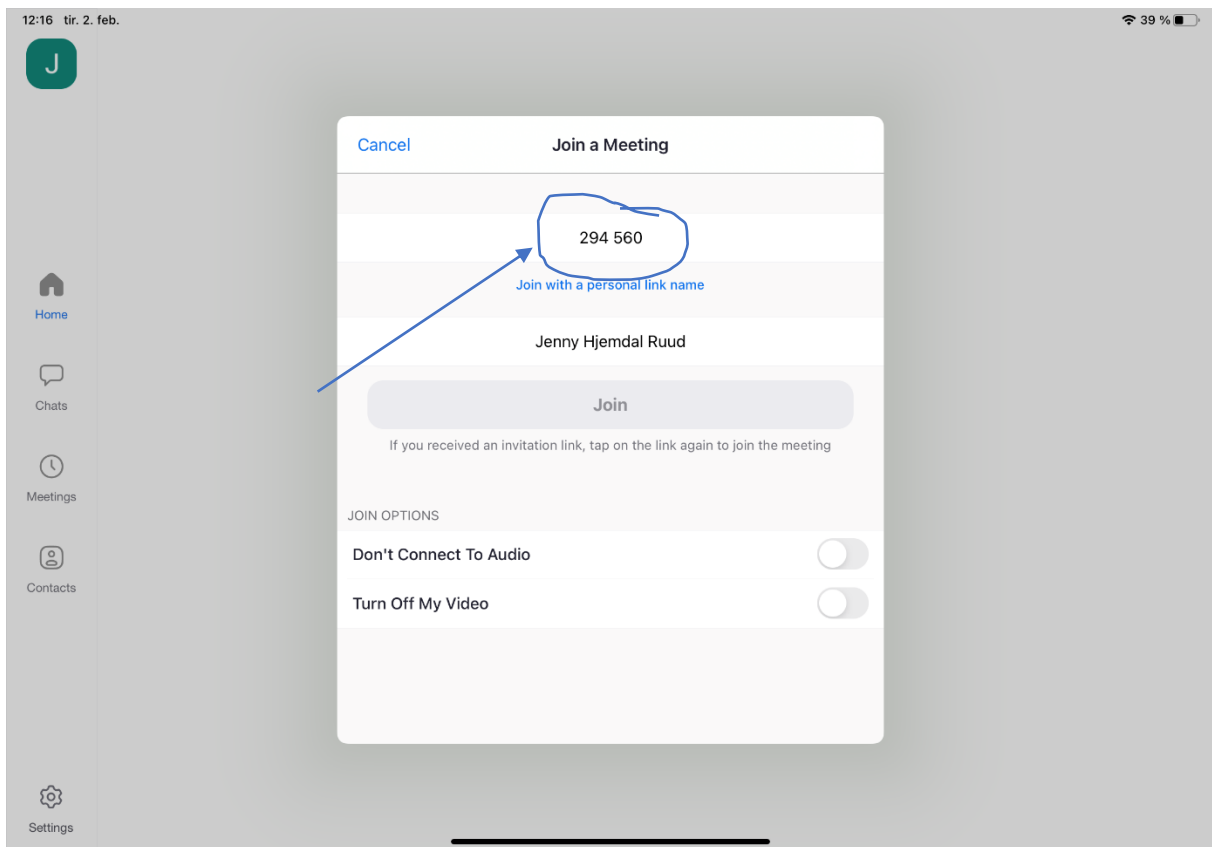 12:16 tir. 2. feb.
39 %
J
Home
Chats
Meetings
Contacts
Settings
Cancel
Join a Meeting
294 560
Join with a personal link name
Jenny Hjemdal Ruud
Join
If you received an invitation link, tap on the link again to join the meeting
JOIN OPTIONS
Don't Connect To Audio
Turn Off My Video